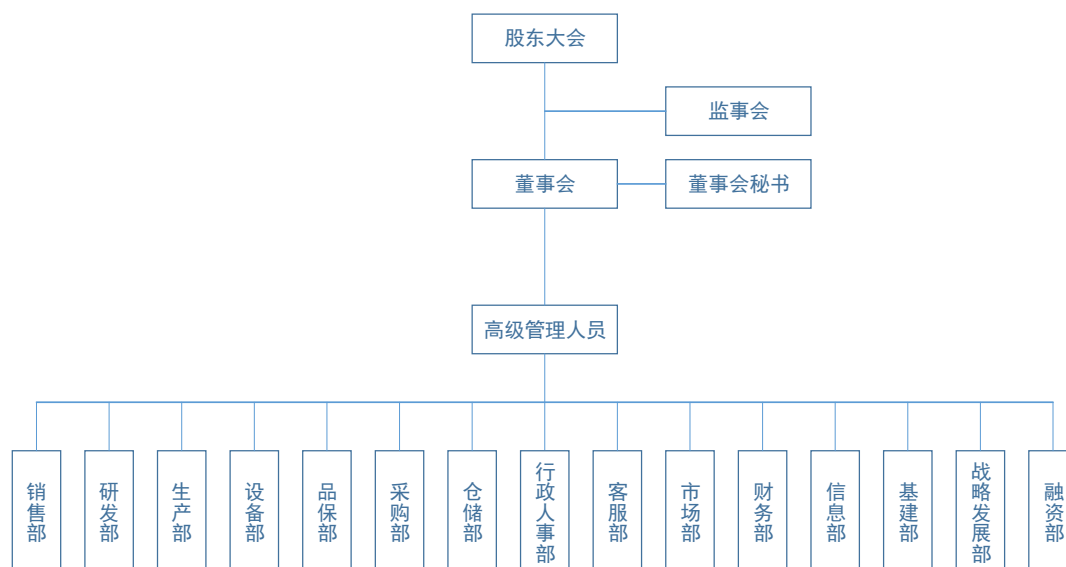 股东大会
监事会
董事会
董事会秘书
高级管理人员
销售部
研发部
生产部
设备部
品保部
采购部
仓储部
行政人事部
客服部
市场部
财务部
信息部
基建部
战略发展部
融资部